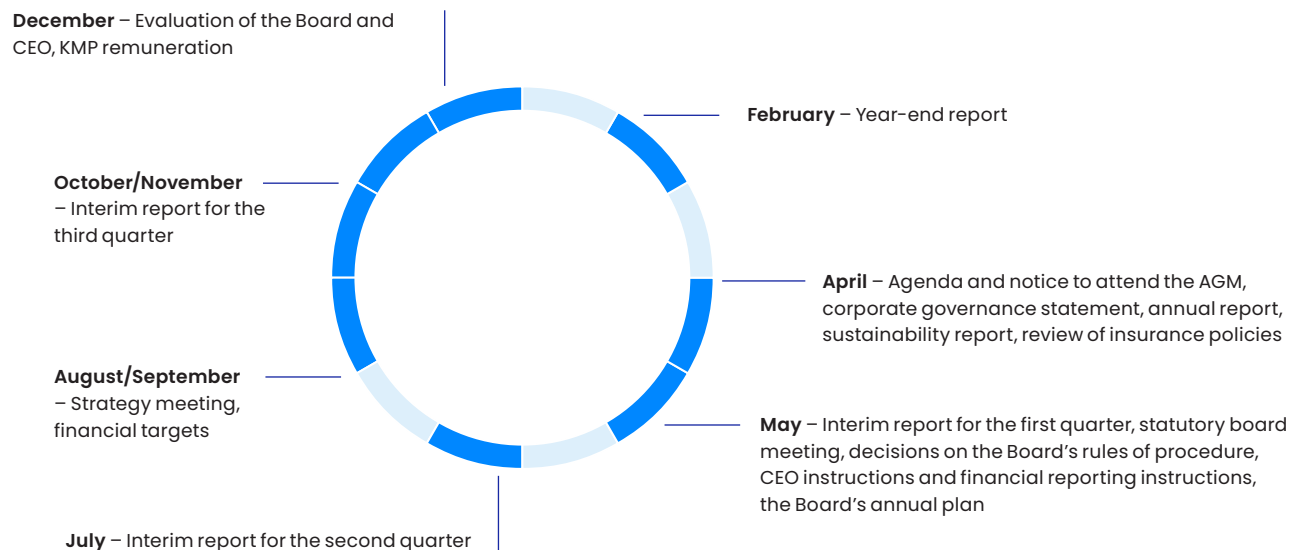 December – Evaluation of the Board and
CEO, KMP remuneration
February – Year-end report
October/November
– Interim report for the
third quarter
April – Agenda and notice to attend the AGM,
corporate governance statement, annual report,
sustainability report, review of insurance policies
August/September
– Strategy meeting,
financial targets
May – Interim report for the first quarter, statutory board
meeting, decisions on the Board’s rules of procedure,
CEO instructions and financial reporting instructions,
the Board’s annual plan
July – Interim report for the second quarter